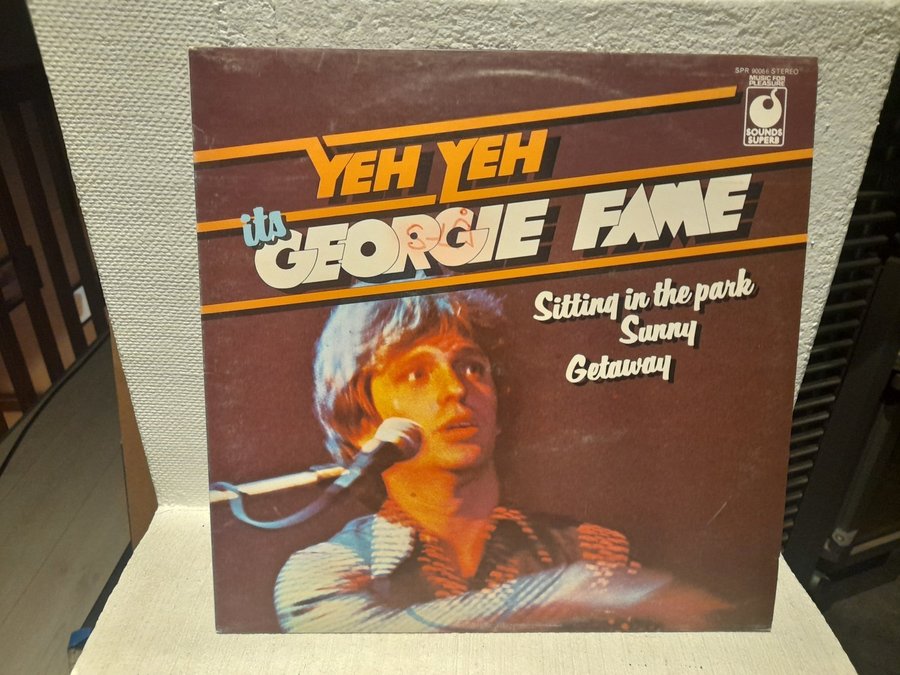 SPR 90066 STEREO
MUSIC FOR
PLEASURE
SOUNDS
SUPERB
YEH YEH
its
GEORGIE FAME
Sitting in the park
Sunny
Getaway